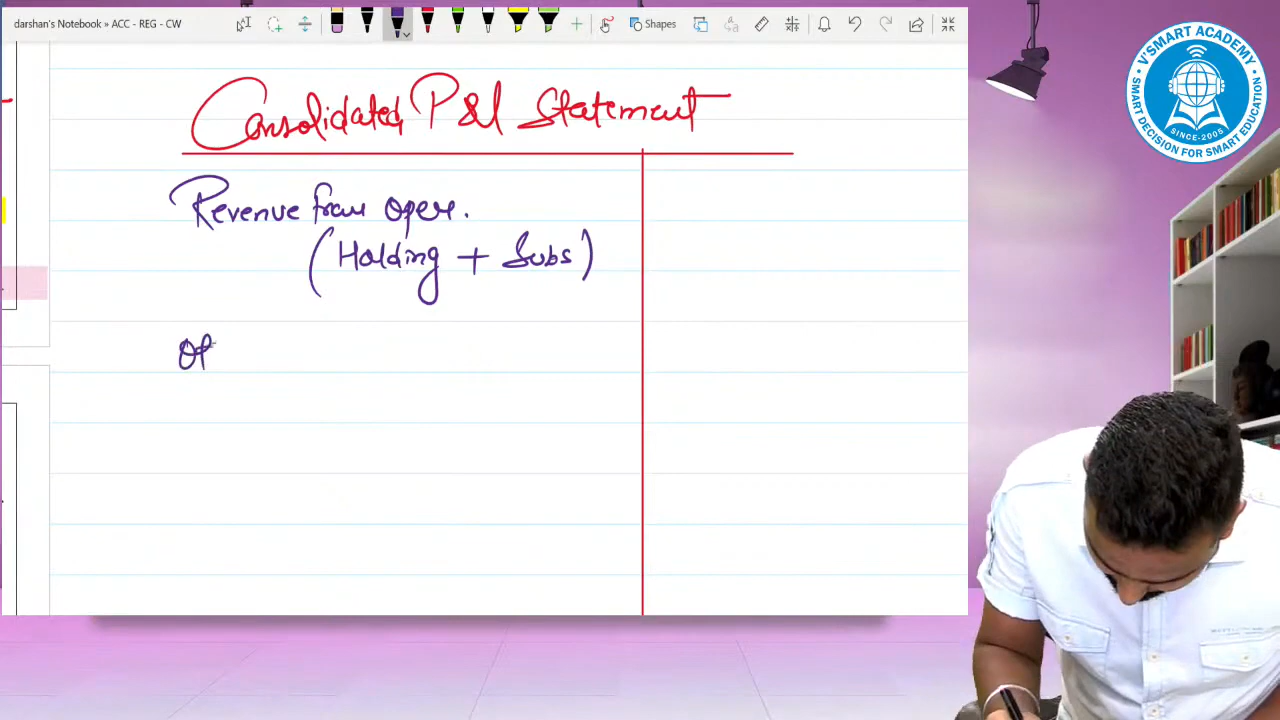 darshan's Notebook » ACC - REG - CW
Shapes
Consolidated P&L Statement
Revenue from oper.
(Holding + Subs)
V'SMART ACADEMY
SINCE-2005
SMART DECISION FOR SMART EDUCATION